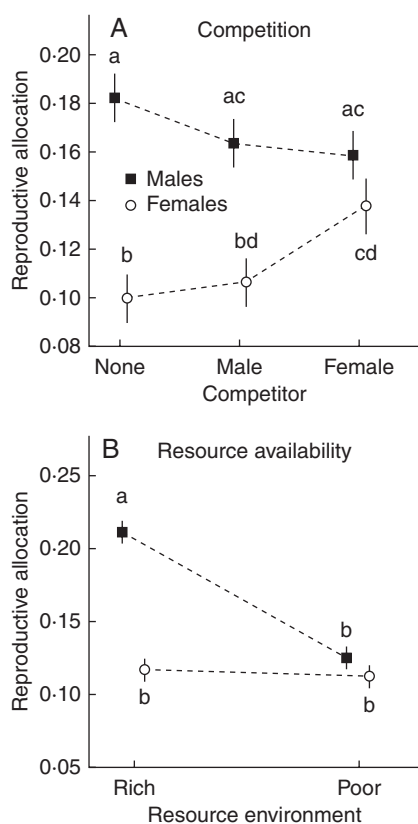 A Competition
0·20
0·18
0·16
0·14
0·12
0·10
0·08
Reproductive allocation
a
ac
ac
Males
Females
b
bd
cd
None Male Female
Competitor
B Resource availability
0·25
0·20
0·15
0·10
0·05
Reproductive allocation
a
b
b
b
Rich Poor
Resource environment